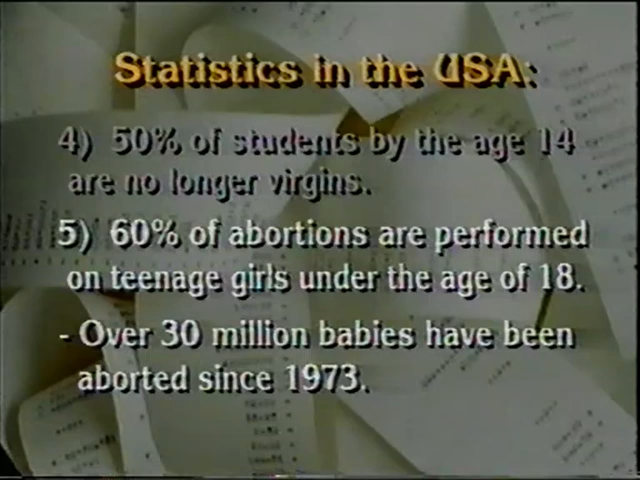 Statistics in the USA:
4) 50% of students by the age 14
are no longer virgins.
5) 60% of abortions are performed
on teenage girls under the age of 18.
- Over 30 million babies have been
aborted since 1973.